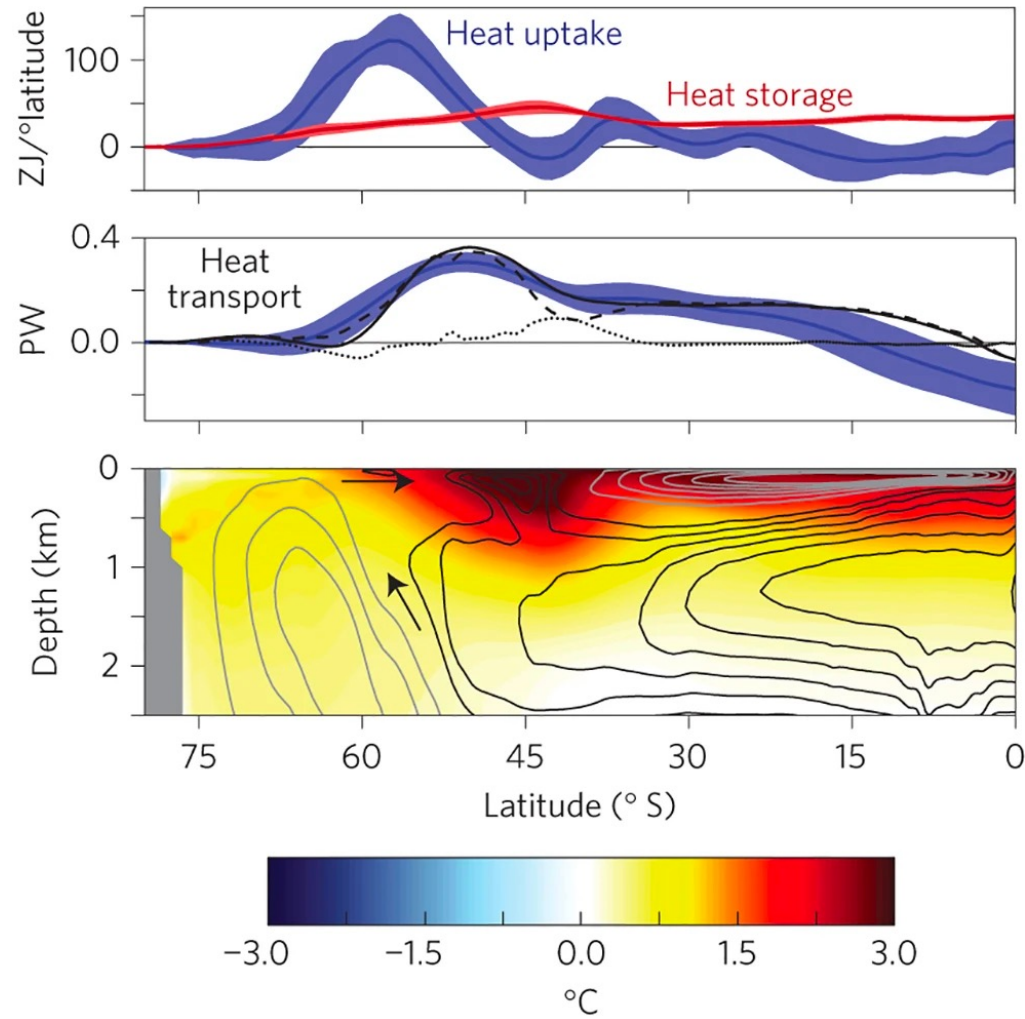 ZJ/°latitude
100
0
Heat uptake
Heat storage
PW
0.4
0.0
Heat
transport
Depth (km)
0
1
2
75 60 45 30 15 0
Latitude (° S)
−3.0 −1.5 0.0 1.5 3.0
°C